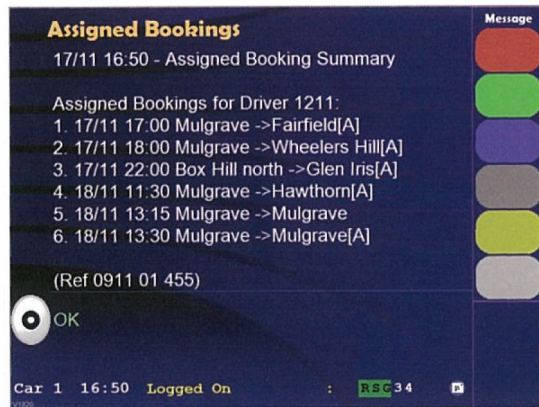 Assigned Bookings
Message
17/11 16:50 - Assigned Booking Summary
Assigned Bookings for Driver 1211:
1. 17/11 17:00 Mulgrave ->Fairfield[A]
2. 17/11 18:00 Mulgrave ->Wheelers Hill[A]
3. 17/11 22:00 Box Hill north ->Glen Iris[A]
4. 18/11 11:30 Mulgrave ->Hawthorn[A]
5. 18/11 13:15 Mulgrave ->Mulgrave
6. 18/11 13:30 Mulgrave ->Mulgrave[A]
(Ref 0911 01 455)
OK
Car 1 16:50 Logged On : RSG34